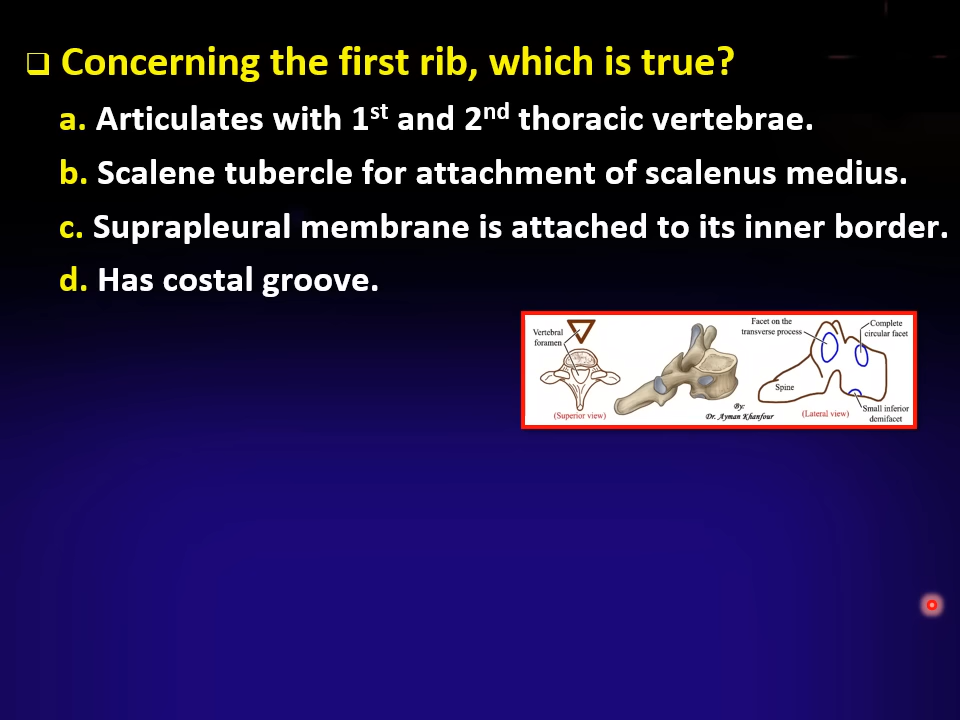 Concerning the first rib, which is true?
a. Articulates with 1st and 2nd thoracic vertebrae.
b. Scalene tubercle for attachment of scalenus medius.
c. Suprapleural membrane is attached to its inner border.
d. Has costal groove.
Vertebral
foramen
(Superior view)
By:
Dr. Ayman Khanfour
Facet on the
transverse process
Complete
circular facet
Spine
(Lateral view)
Small inferior
demifacet